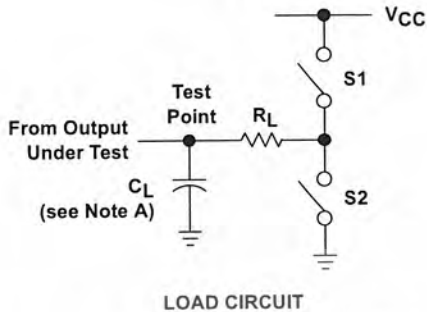 VCC
S1
Test
Point
RL
From Output
Under Test
CL
(see Note A)
S2
LOAD CIRCUIT